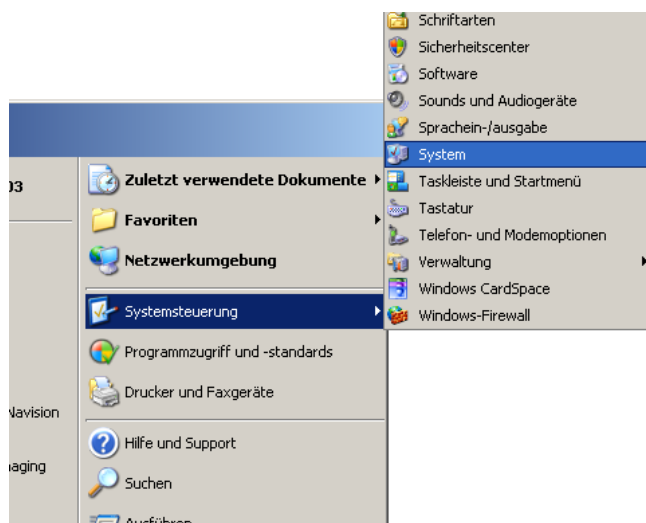 Schriftarten
Sicherheitscenter
Software
Sounds und Audiogeräte
Sprachein-/ausgabe
System
Taskleiste und Startmenü
Tastatur
Telefon- und Modemoptionen
Verwaltung
Windows CardSpace
Windows-Firewall
03
Navision
Zuletzt verwendete Dokumente
Favoriten
Netzwerkumgebung
Systemsteuerung
Programmzugriff und -standards
Drucker und Faxgeräte
Hilfe und Support
Suchen
Ausführen